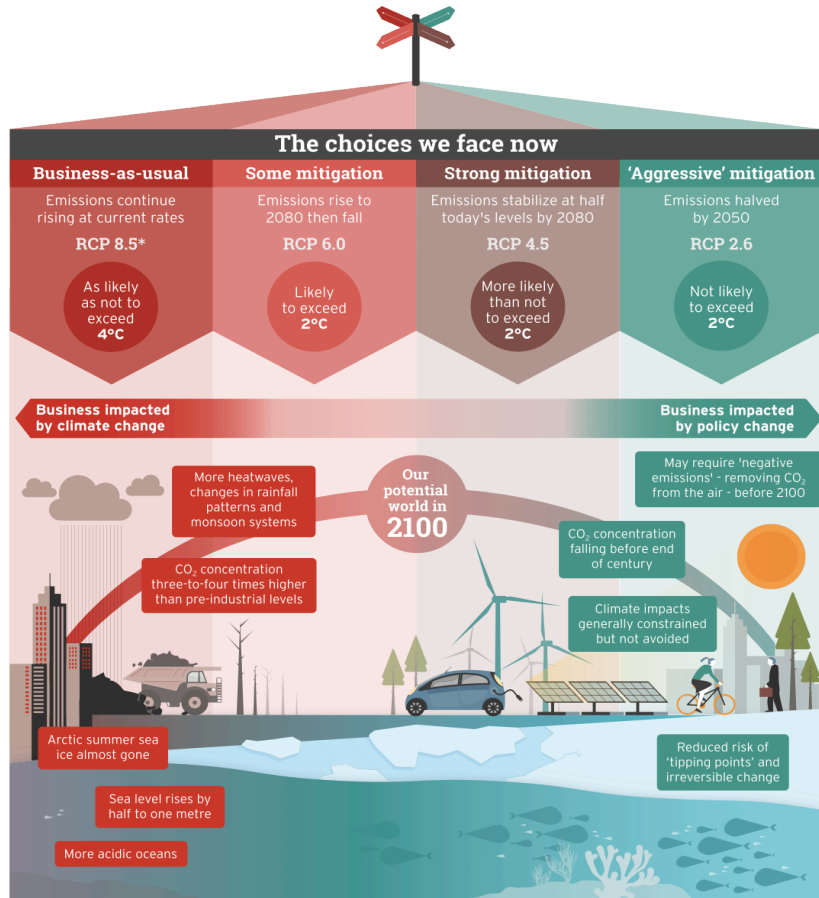 The choices we face now
Business-as-usual
Emissions continue
rising at current rates
RCP 8.5*
As likely
as not to
exceed
4°C
Some mitigation
Emissions rise to
2080 then fall
RCP 6.0
Likely
to exceed
2°C
Strong mitigation
Emissions stabilize at half
today's levels by 2080
RCP 4.5
More likely
than not
to exceed
2°C
'Aggressive' mitigation
Emissions halved
by 2050
RCP 2.6
Not likely
to exceed
2°C
Business impacted
by climate change
Business impacted
by policy change
Our
potential
world in
2100
More heatwaves,
changes in rainfall
patterns and
monsoon systems
CO₂ concentration
three-to-four times higher
than pre-industrial levels
Arctic summer sea
ice almost gone
Sea level rises by
half to one metre
More acidic oceans
May require 'negative
emissions' - removing CO₂
from the air - before 2100
CO₂ concentration
falling before end
of century
Climate impacts
generally constrained
but not avoided
Reduced risk of
'tipping points' and
irreversible change